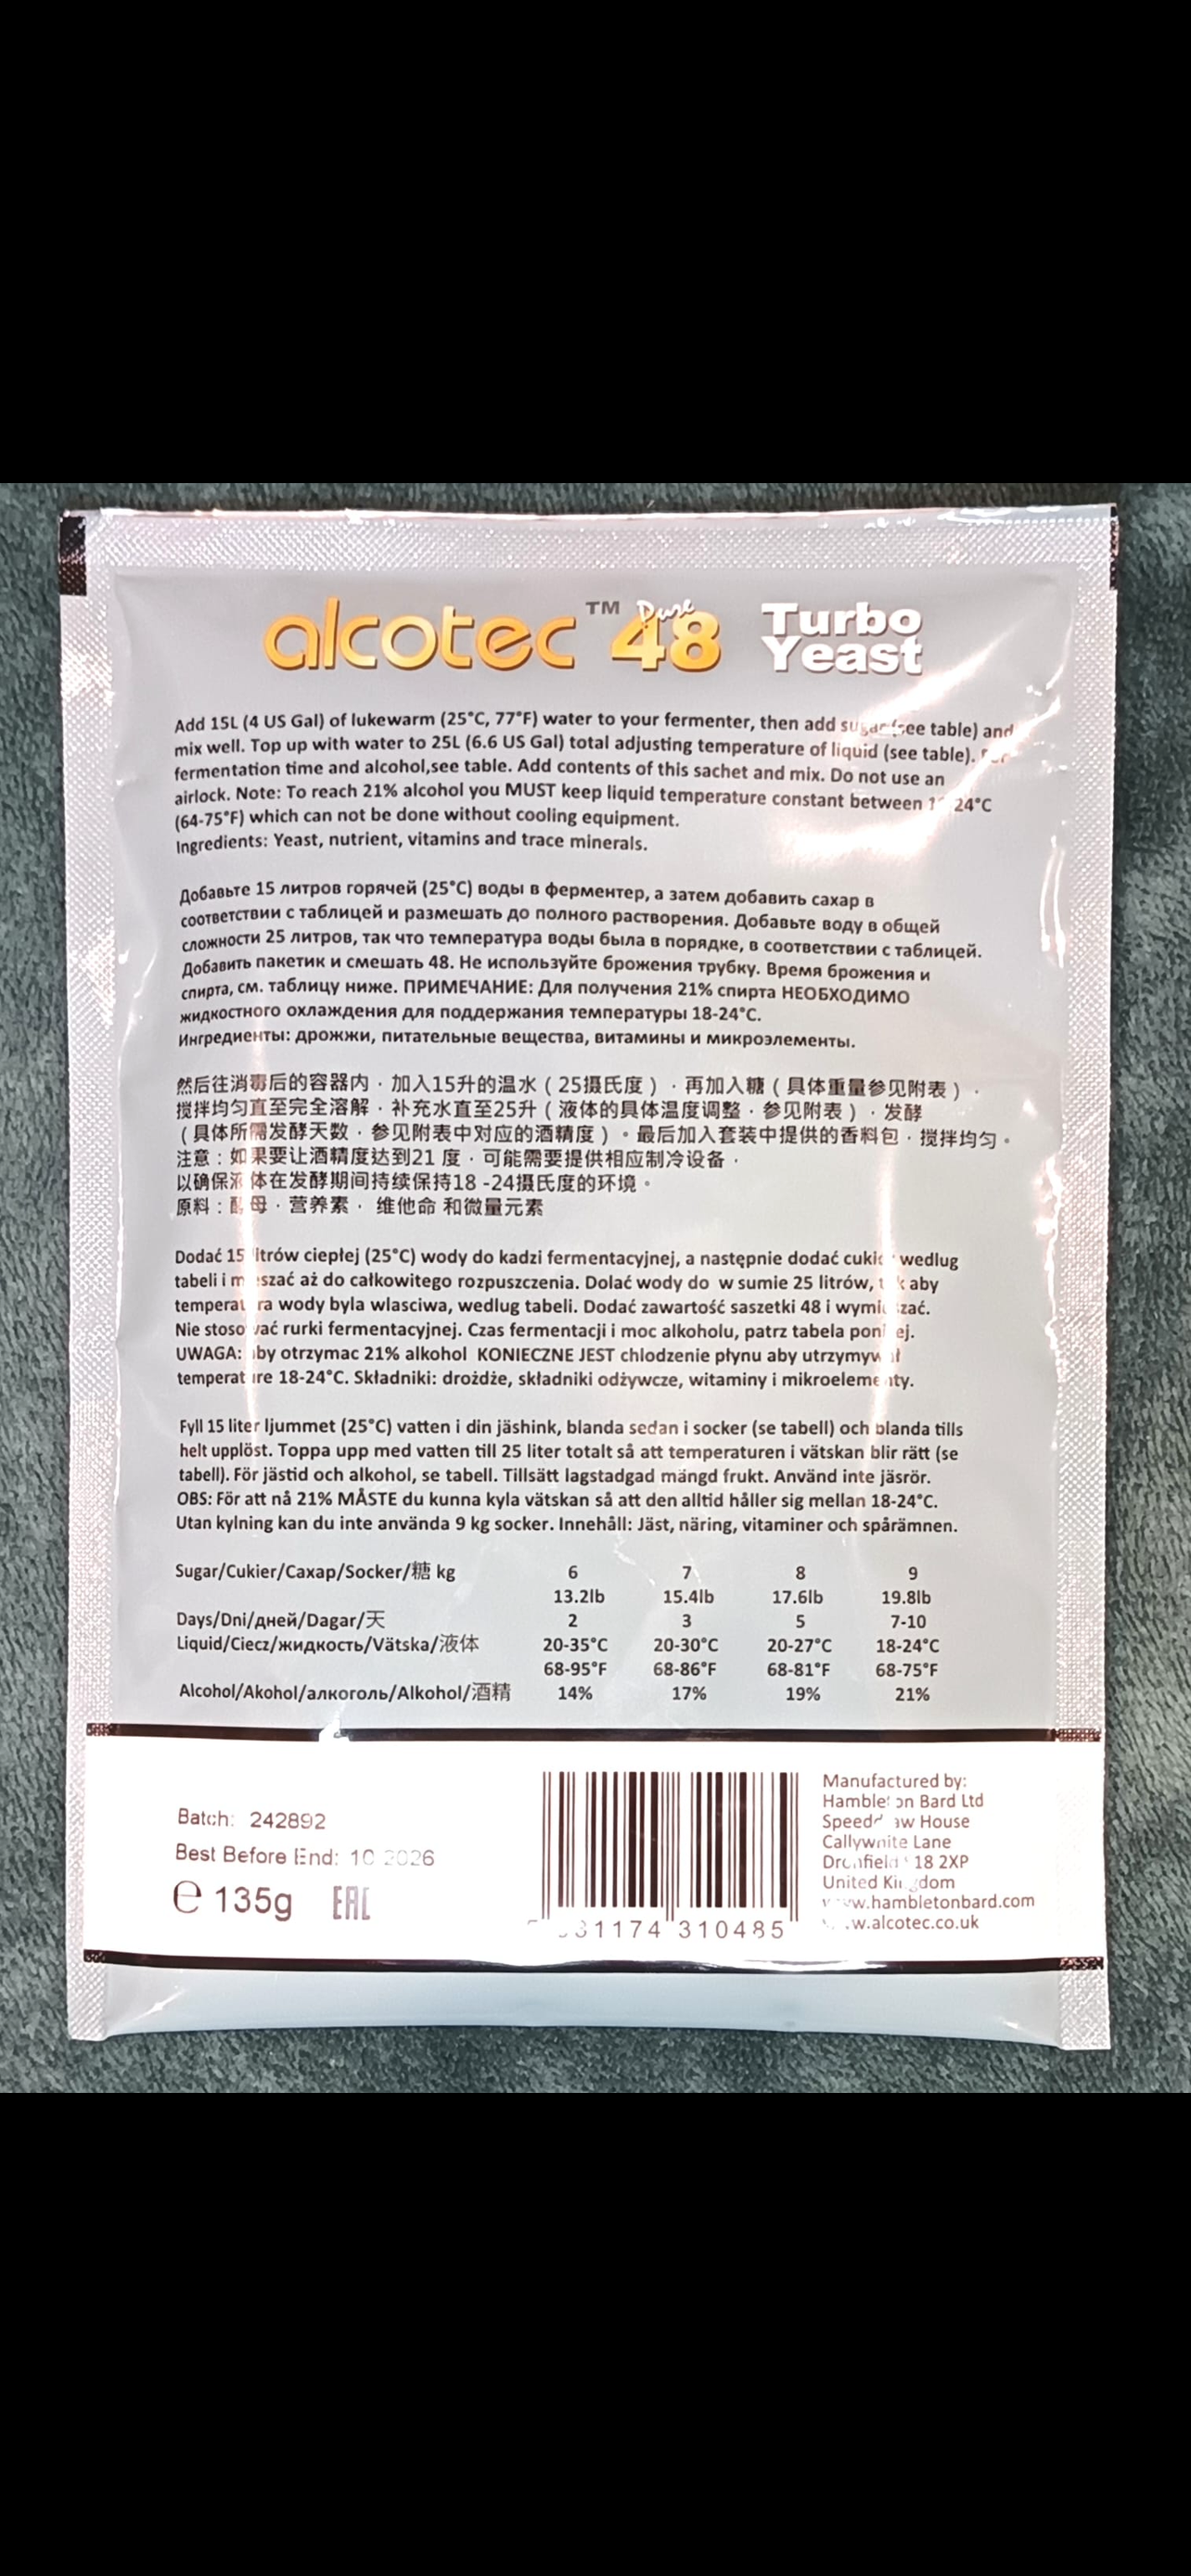 alcotec™ Pure 48 Turbo Yeast
Add 15L (4 US Gal) of lukewarm (25°C, 77°F) water to your fermenter, then add (see table) and
mix well. Top up with water to 25L (6.6 US Gal) total adjusting temperature of liquid (see table).
fermentation time and alcohol,see table. Add contents of this sachet and mix. Do not use an
airlock. Note: To reach 21% alcohol you MUST keep liquid temperature constant between 24°C
(64-75°F) which can not be done without cooling equipment.
Ingredients: Yeast, nutrient, vitamins and trace minerals.
Добавьте 15 литров горячей (25°C) воды в ферментер, а затем добавить сахар в
соответствии с таблицей и размешать до полного растворения. Добавьте воду в общей
сложности 25 литров, так что температура воды была в порядке, в соответствии с таблицей.
Добавить пакетик и смешать 48. Не используйте брожения трубку. Время брожения и
спирта, см. таблицу ниже. ПРИМЕЧАНИЕ: Для получения 21% спирта НЕОБХОДИМО
жидкостного охлаждения для поддержания температуры 18-24°C.
Ингредиенты: дрожжи, питательные вещества, витамины и микроэлементы.
然后往消毒后的容器内 · 加入15升的温水（25摄氏度） · 再加入糖（具体重量参见附表） ·
搅拌均匀直至完全溶解 · 补充水直至25升（液体的具体温度调整 · 参见附表） · 发酵
（具体所需发酵天数 · 参见附表中对应的酒精度）。最后加入套装中提供的香料包 · 搅拌均匀。
注意：如果要让酒精度达到21 度 · 可能需要提供相应制冷设备 ·
以确保液体在发酵期间持续保持18 -24摄氏度的环境。
原料：酵母 · 营养素 · 维他命 和微量元素
Dodać 15 ciepłej (25°C) wody do kadzi fermentacyjnej, a następnie dodać wedlug
tabeli i aż do całkowitego rozpuszczenia. Dolać wody do w sumie 25 litrów, aby
wody byla wlasciwa, wedlug tabeli. Dodać zawartość saszetki 48 i
Nie rurki fermentacyjnej. Czas fermentacji i moc alkoholu, patrz tabela
UWAGA: otrzymac 21% alkohol KONIECZNE JEST chlodzenie płynu aby
18-24°C. Składniki: drożdże, składniki odżywcze, witaminy i
Fyll 15 liter ljummet (25°C) vatten i din jäshink, blanda sedan i socker (se tabell) och blanda tills
helt upplöst. Toppa upp med vatten till 25 liter totalt så att temperaturen i vätskan blir rätt (se
tabell). För jästid och alkohol, se tabell. Tillsätt lagstadgad mängd frukt. Använd inte jäsrör.
OBS: För att nå 21% MÅSTE du kunna kyla vätskan så att den alltid håller sig mellan 18-24°C.
Utan kylning kan du inte använda 9 kg socker. Innehåll: Jäst, näring, vitaminer och spårämnen.
Sugar/Cukier/Сахар/Socker/糖 kg 6 7 8 9
13.2lb 15.4lb 17.6lb 19.8lb
Days/Dni/дней/Dagar/天 2 3 5 7-10
Liquid/Ciecz/жидкость/Vätska/液体 20-35°C 20-30°C 20-27°C 18-24°C
68-95°F 68-86°F 68-81°F 68-75°F
Alcohol/Akohol/алкоголь/Alkohol/酒精 14% 17% 19% 21%
Batch: 242892
Best Before End: 10 2026
℮ 135g EAC
31174 310485
Manufactured by:
Bard Ltd
House
Lane
18 2XP
United
.hambletonbard.com
.alcotec.co.uk